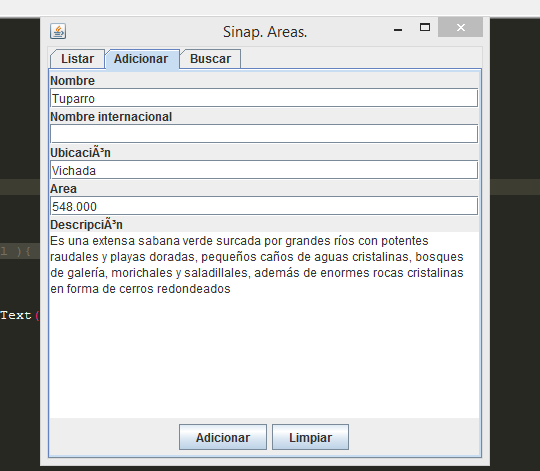 Sinap. Areas.
Listar Adicionar Buscar
Nombre
Tuparro
Nombre internacional
UbicaciÃ³n
Vichada
Area
548.000
DescripciÃ³n
Es una extensa sabana verde surcada por grandes ríos con potentes
raudales y playas doradas, pequeños caños de aguas cristalinas, bosques
de galería, morichales y saladillales, además de enormes rocas cristalinas
en forma de cerros redondeados
l ){
Text(
Adicionar Limpiar